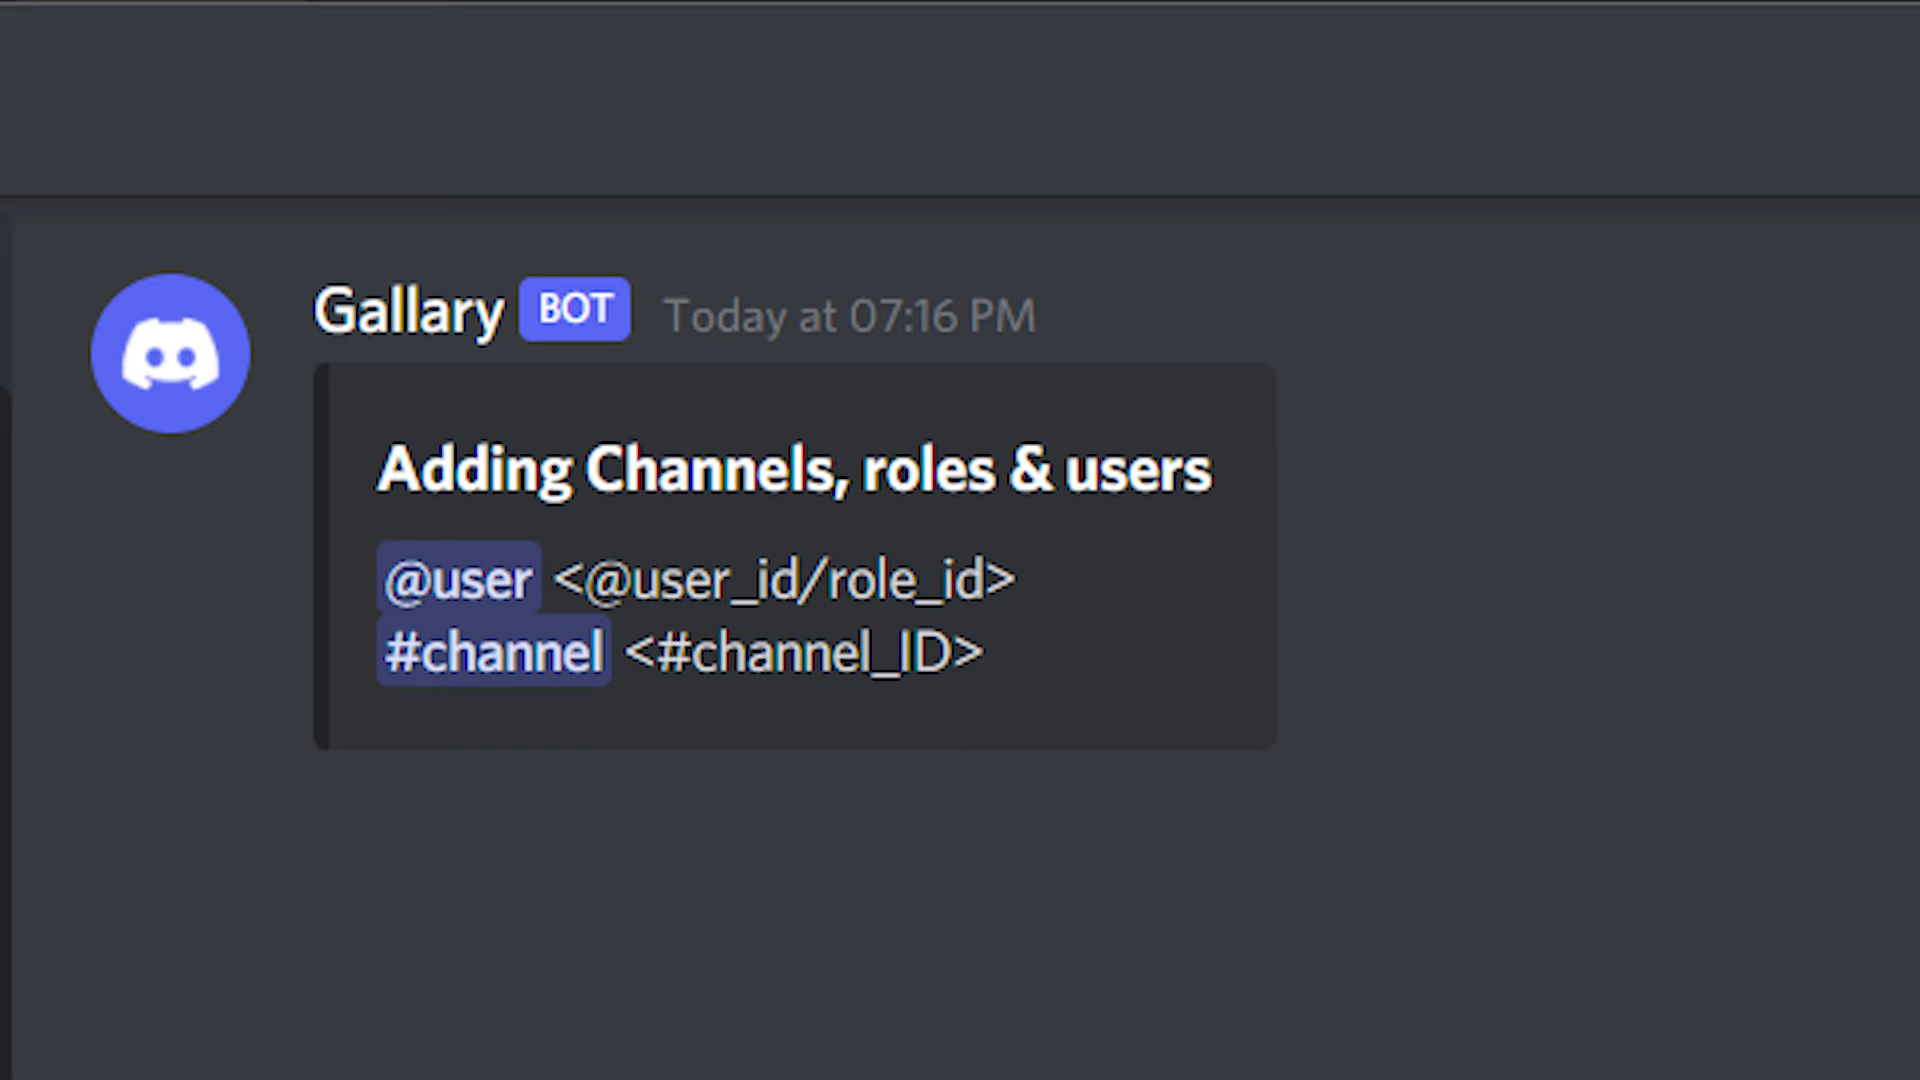 Gallary BOT Today at 07:16 PM
Adding Channels, roles & users
@user <@user_id/role_id>
#channel <#channel_ID>